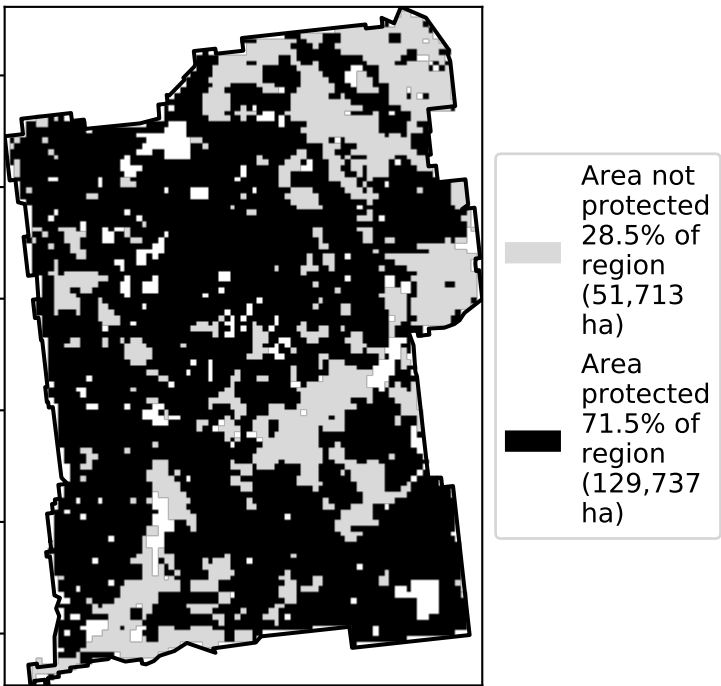 Area not
protected
28.5% of
region
(51,713
ha)
Area
protected
71.5% of
region
(129,737
ha)